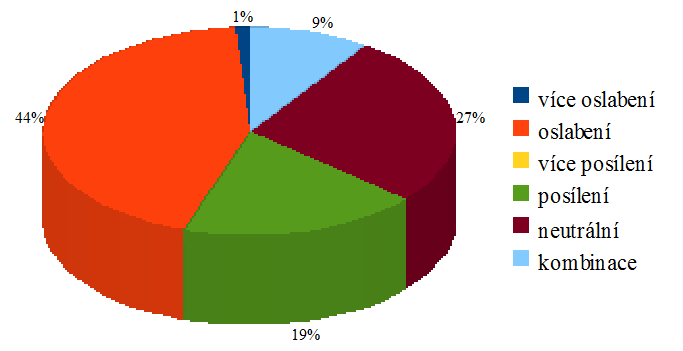 1%
9%
44%
27%
19%
více oslabení
oslabení
více posílení
posílení
neutrální
kombinace